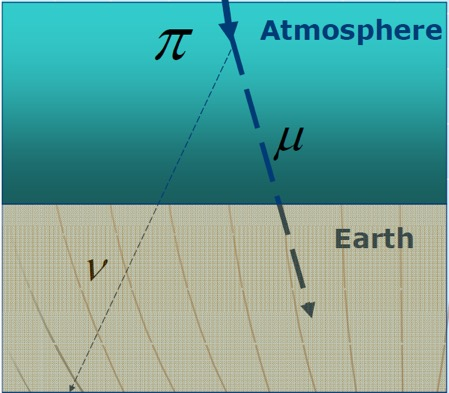 Atmosphere
π
μ
Earth
ν